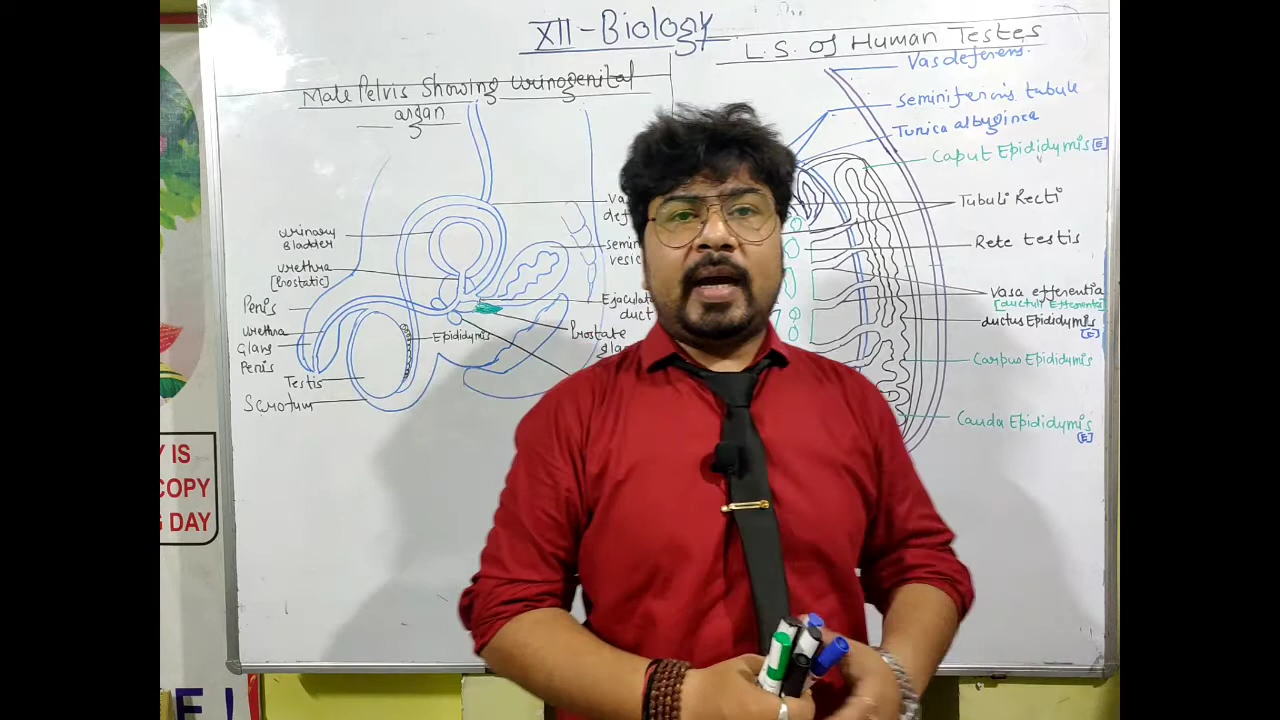 XII - Biology
L.S. Of Human Testes
Male Pelvis Showing urinogenital
organ
urinary
Bladder
urethra
[Prostatic]
Penis
urethra
Glans
Penis
Testis
Scrotum
Epididymis
Ejaculat
duct
Prostate
Vas deferens
Seminiferous tubule
Tunica albuginea
Caput Epididymis [E]
Tubuli Recti
Rete testis
Vasa efferentia
[ductuli Efferentes]
ductus Epididymis
[E]
Corpus Epididymis
Cauda Epididymis
[E]
Y IS
COPY
G DAY